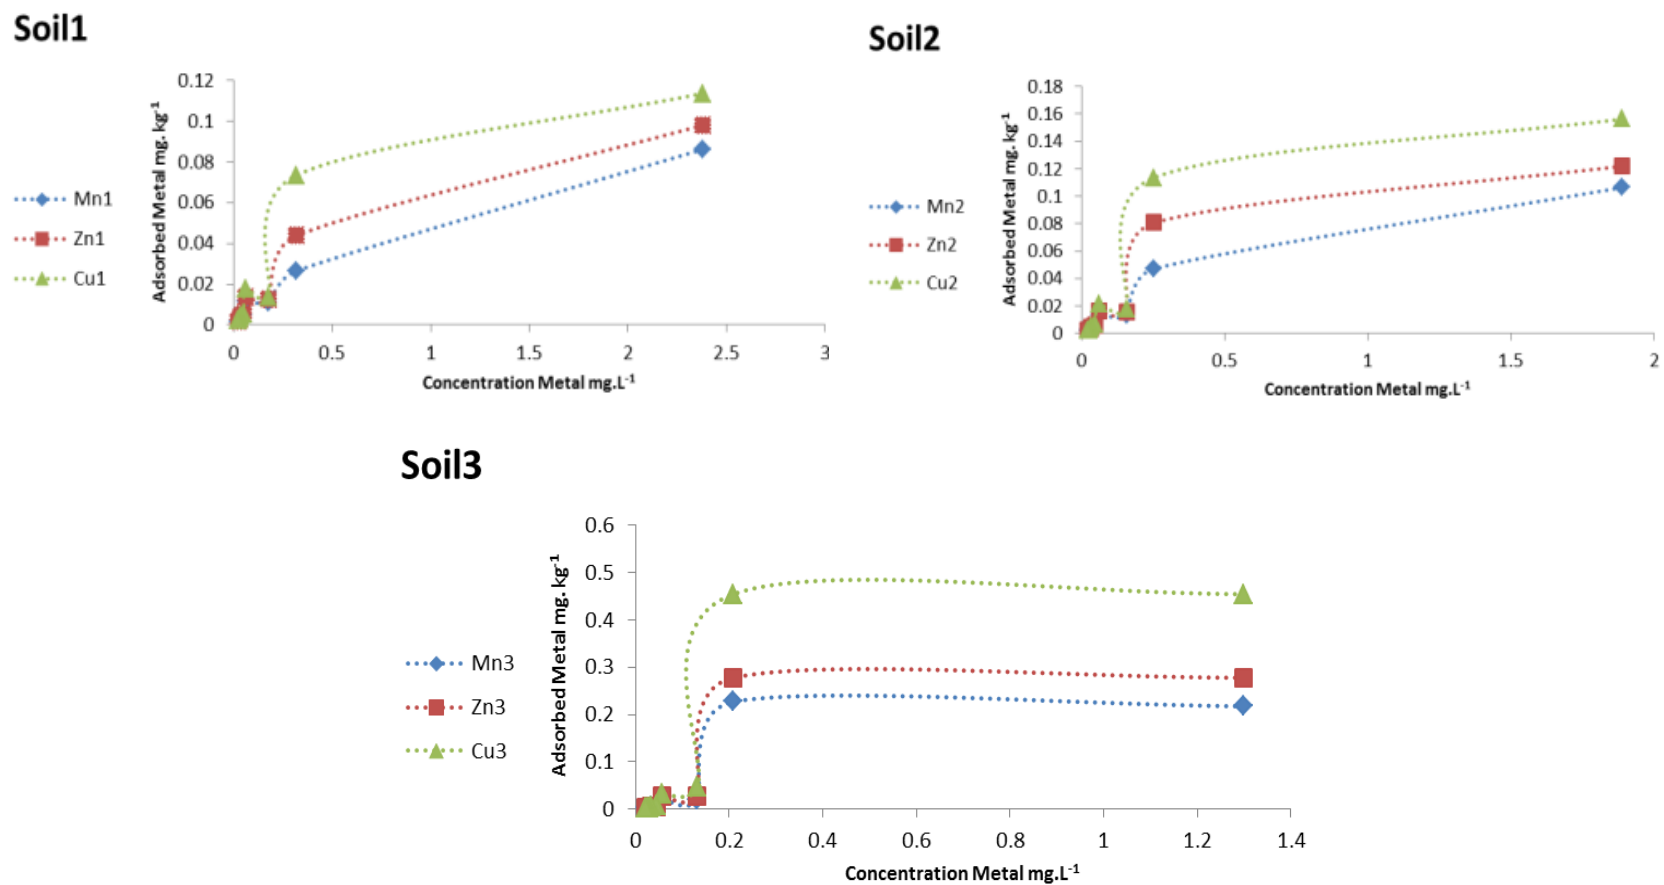 Soil1
0.12
0.1
0.08
0.06
0.04
0.02
0
Adsorbed Metal mg. kg-1
0 0.5 1 1.5 2 2.5 3
Concentration Metal mg.L-1
Mn1
Zn1
Cu1
Soil2
0.18
0.16
0.14
0.12
0.1
0.08
0.06
0.04
0.02
0
Adsorbed Metal mg. kg-1
0 0.5 1 1.5 2
Concentration Metal mg.L-1
Mn2
Zn2
Cu2
Soil3
0.6
0.5
0.4
0.3
0.2
0.1
0
Adsorbed Metal mg. kg-1
0 0.2 0.4 0.6 0.8 1 1.2 1.4
Concentration Metal mg.L-1
Mn3
Zn3
Cu3